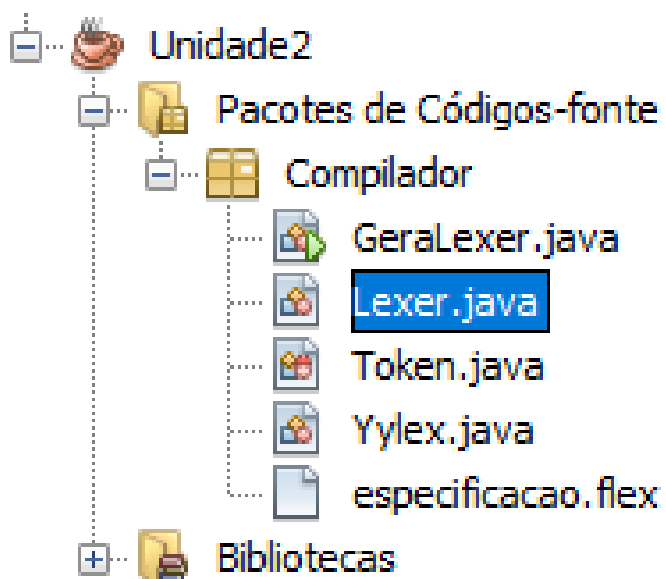 Unidade2
Pacotes de Códigos-fonte
Compilador
GeraLexer.java
Lexer.java
Token.java
Yylex.java
especificacao.flex
Bibliotecas